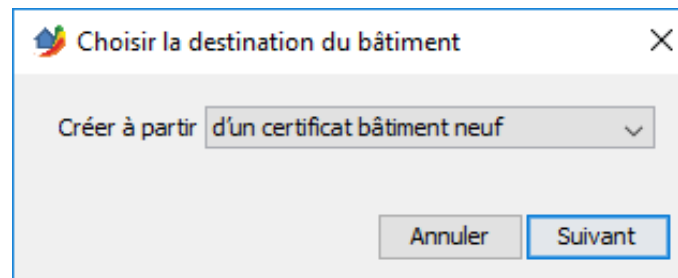 Choisir la destination du bâtiment
Créer à partir d'un certificat bâtiment neuf
Annuler Suivant